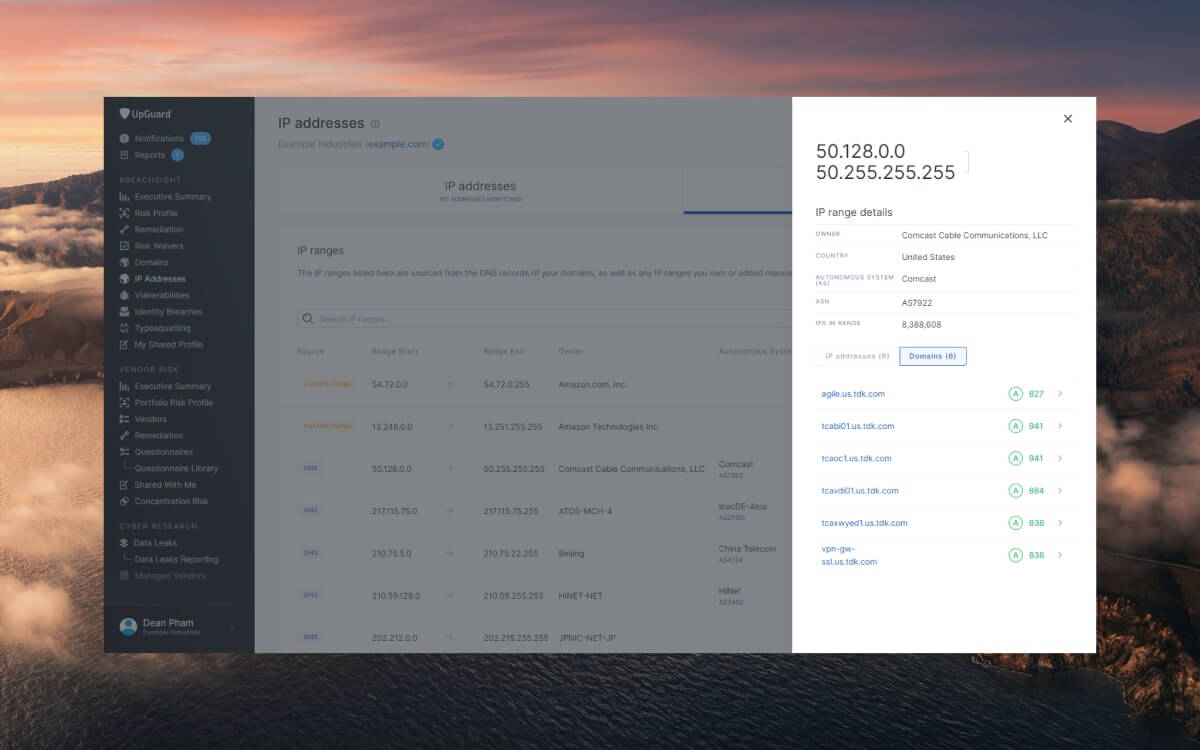 UpGuard
Notifications
Reports 1
BREACHSIGHT
Executive Summary
Risk Profile
Remediation
Risk Waivers
Domains
IP Addresses
Vulnerabilities
Identity Breaches
Typosquatting
My Shared Profile
VENDOR RISK
Executive Summary
Portfolio Risk Profile
Vendors
Remediation
Questionnaires
Questionnaire Library
Shared With Me
Concentration Risk
CYBER RESEARCH
Data Leaks
Data Leaks Reporting
Managed Vendors
Dean Pham
Example Industries
IP addresses
Example Industries (example.com)
IP addresses
ADDRESSES MONITORED
IP ranges
The IP ranges listed here are sourced from the DNS records of your domains, as well as any IP ranges you own or added
Search IP ranges
Source Range Start Range End Owner Autonomous
Custom Range 54.72.0.0 → 54.72.0.255 Amazon.com, Inc.
Custom Range 13.248.0.0 → 13.251.255.255 Amazon Technologies Inc.
DNS 50.128.0.0 → 50.255.255.255 Comcast Cable Communications, LLC Comcast
AS7922
DNS 217.115.75.0 → 217.115.75.255 ATOS-MCH-4 InacDE-Atos
DNS 210.75.5.0 → 210.75.22.255 Beijing China Telecom
AS4134
DNS 210.59.128.0 → 210.59.255.255 HINET-NET HiNet
AS3462
DNS 202.212.0.0 → 202.215.255.255 JPNIC-NET-JP
50.128.0.0
50.255.255.255
IP range details
OWNER Comcast Cable Communications, LLC
COUNTRY United States
AUTONOMOUS SYSTEM (AS) Comcast
ASN AS7922
IPS IN RANGE 8,388,608
IP addresses (6) Domains (6)
agile.us.tdk.com A 827
tcabi01.us.tdk.com A 941
tcaoc1.us.tdk.com A 941
tcavdi01.us.tdk.com A 884
tcaxwyed1.us.tdk.com A 836
vpn-gw-
ssl.us.tdk.com A 836